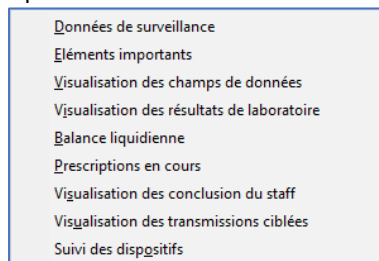 Données de surveillance
Eléments importants
Visualisation des champs de données
Visualisation des résultats de laboratoire
Balance liquidienne
Prescriptions en cours
Visualisation des conclusion du staff
Visualisation des transmissions ciblées
Suivi des dispositifs